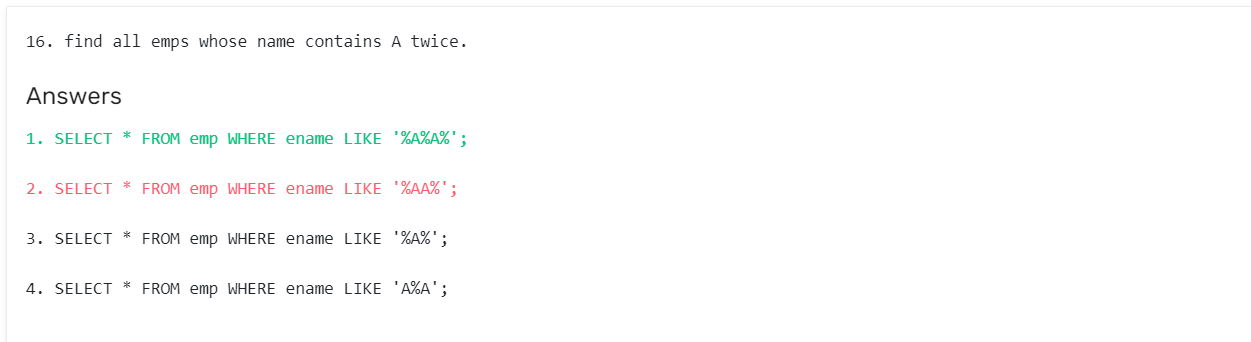 16. find all emps whose name contains A twice.
Answers
1. SELECT * FROM emp WHERE ename LIKE '%A%A%';
2. SELECT * FROM emp WHERE ename LIKE '%AA%';
3. SELECT * FROM emp WHERE ename LIKE '%A%';
4. SELECT * FROM emp WHERE ename LIKE 'A%A';